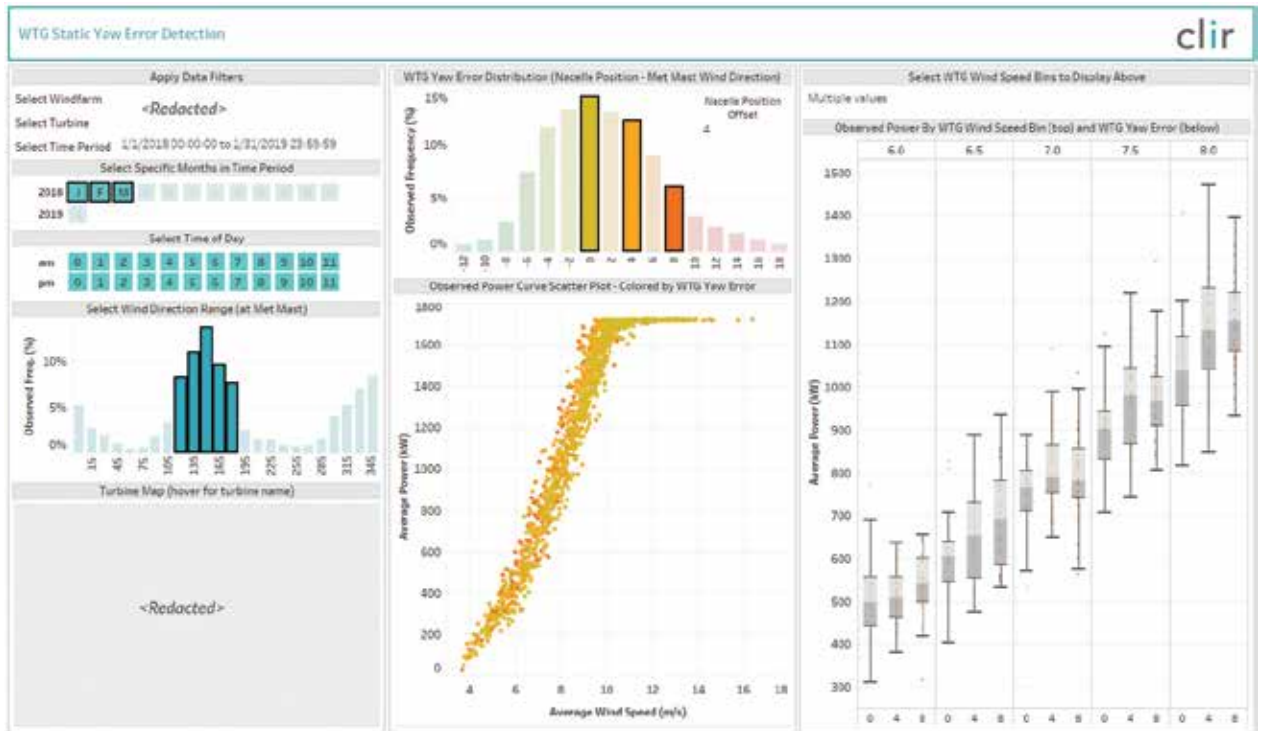 WTG Static Yaw Error Detection
clir
Apply Data Filters
Select Windfarm
<Redacted>
Select Turbine
Select Time Period 1/1/2018 00:00:00 to 1/31/2019 23:59:59
Select Specific Months in Time Period
2018 J F M
2019
Select Time of Day
am 0 1 2 3 4 5 6 7 8 9 10 11
pm 0 1 2 3 4 5 6 7 8 9 10 11
Select Wind Direction Range (at Met Mast)
Observed Freq. (%)
10%
5%
0%
15 45 75 105 135 165 195 225 255 285 315 345
Turbine Map (hover for turbine name)
<Redacted>
WTG Yaw Error Distribution (Nacelle Position - Met Mast Wind Direction)
Nacelle Position
Offset
4
Observed Frequency (%)
15%
10%
5%
0%
-12 -10 -8 -6 -4 -2 0 2 4 6 8 10 12 14 16 18
Observed Power Curve Scatter Plot - Colored by WTG Yaw Error
Average Power (kW)
1800
1600
1400
1200
1000
800
600
400
200
0
4 6 8 10 12 14 16 18
Average Wind Speed (m/s)
Select WTG Wind Speed Bins to Display Above
Multiple values
Observed Power By WTG Wind Speed Bin (top) and WTG Yaw Error (below)
6.0 6.5 7.0 7.5 8.0
Average Power (kW)
1500
1400
1300
1200
1100
1000
900
800
700
600
500
400
300
0 4 8 0 4 8 0 4 8 0 4 8 0 4 8